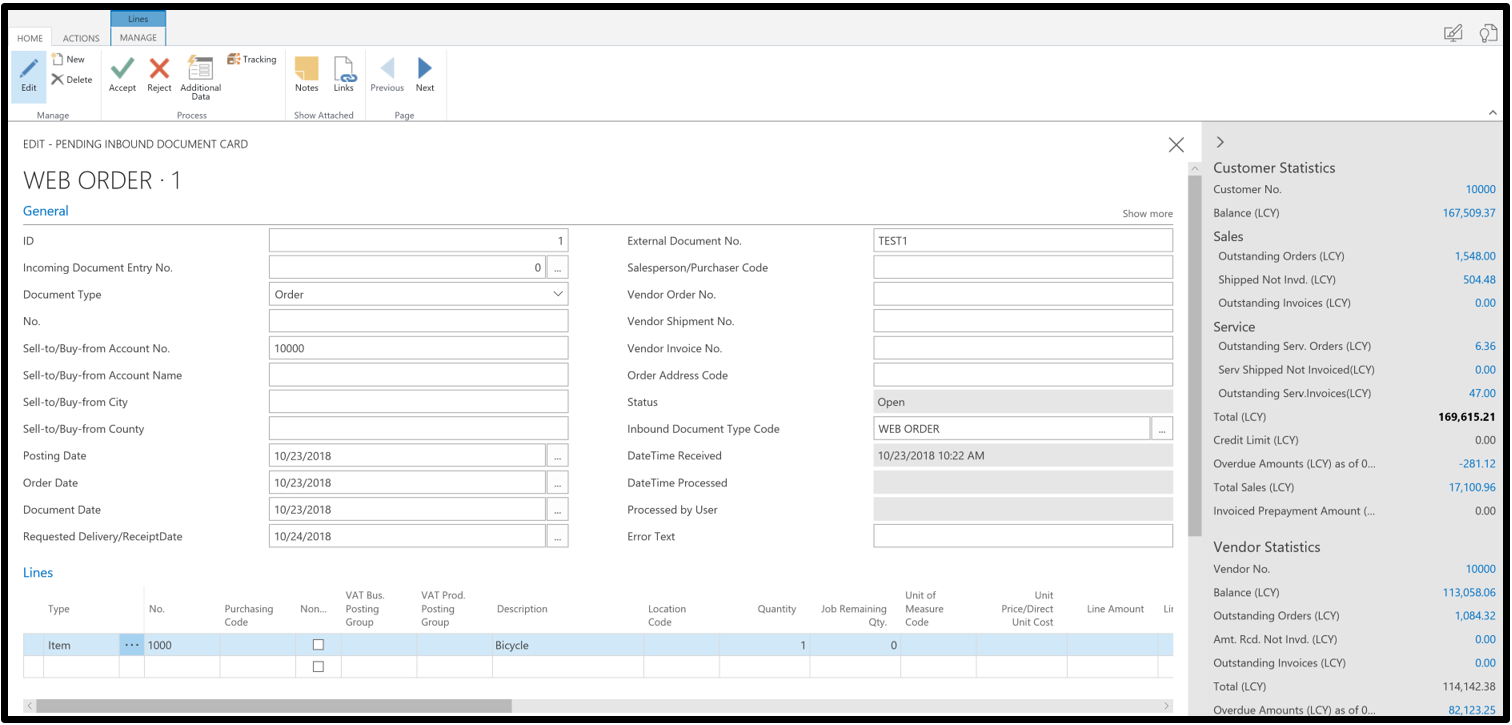 Lines
HOME ACTIONS MANAGE
Edit
New
Delete
Manage
Accept
Reject
Additional Data
Tracking
Process
Notes
Links
Show Attached
Previous
Next
Page
EDIT - PENDING INBOUND DOCUMENT CARD
WEB ORDER · 1
General
Show more
ID 1
Incoming Document Entry No. 0 ...
Document Type Order
No.
Sell-to/Buy-from Account No. 10000
Sell-to/Buy-from Account Name
Sell-to/Buy-from City
Sell-to/Buy-from County
Posting Date 10/23/2018 ...
Order Date 10/23/2018 ...
Document Date 10/23/2018 ...
Requested Delivery/ReceiptDate 10/24/2018 ...
External Document No. TEST1
Salesperson/Purchaser Code
Vendor Order No.
Vendor Shipment No.
Vendor Invoice No.
Order Address Code
Status Open
Inbound Document Type Code WEB ORDER ...
DateTime Received 10/23/2018 10:22 AM
DateTime Processed
Processed by User
Error Text
Lines
Type No. Purchasing Code Non... VAT Bus. Posting Group VAT Prod. Posting Group Description Location Code Quantity Job Remaining Qty. Unit of Measure Code Unit Price/Direct Unit Cost Line Amount Lir
Item ... 1000 Bicycle 1 0
Customer Statistics
Customer No. 10000
Balance (LCY) 167,509.37
Sales
Outstanding Orders (LCY) 1,548.00
Shipped Not Invd. (LCY) 504.48
Outstanding Invoices (LCY) 0.00
Service
Outstanding Serv. Orders (LCY) 6.36
Serv Shipped Not Invoiced(LCY) 0.00
Outstanding Serv.Invoices(LCY) 47.00
Total (LCY) 169,615.21
Credit Limit (LCY) 0.00
Overdue Amounts (LCY) as of 0... -281.12
Total Sales (LCY) 17,100.96
Invoiced Prepayment Amount (... 0.00
Vendor Statistics
Vendor No. 10000
Balance (LCY) 113,058.06
Outstanding Orders (LCY) 1,084.32
Amt. Rcd. Not Invd. (LCY) 0.00
Outstanding Invoices (LCY) 0.00
Total (LCY) 114,142.38
Overdue Amounts (LCY) as of 0... 82,123.25